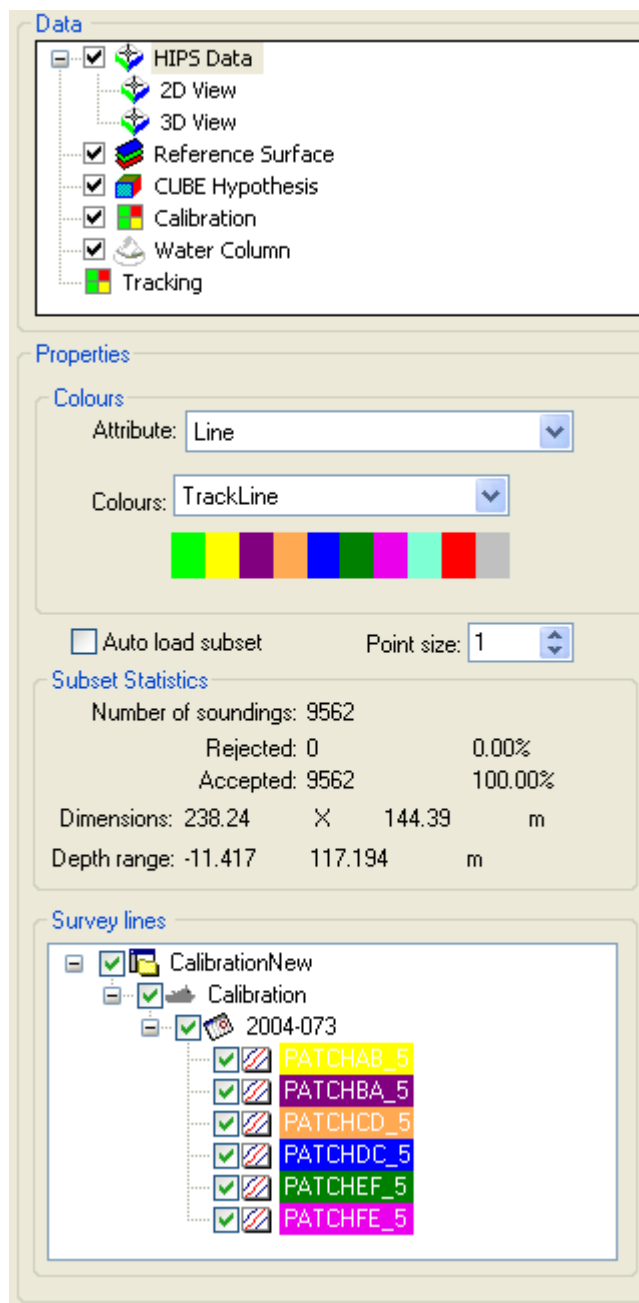 Data
HIPS Data
2D View
3D View
Reference Surface
CUBE Hypothesis
Calibration
Water Column
Tracking
Properties
Colours
Attribute: Line
Colours: TrackLine
Auto load subset Point size: 1
Subset Statistics
Number of soundings: 9562
Rejected: 0 0.00%
Accepted: 9562 100.00%
Dimensions: 238.24 X 144.39 m
Depth range: -11.417 117.194 m
Survey lines
CalibrationNew
Calibration
2004-073
PATCHAB_5
PATCHBA_5
PATCHCD_5
PATCHDC_5
PATCHEF_5
PATCHFE_5